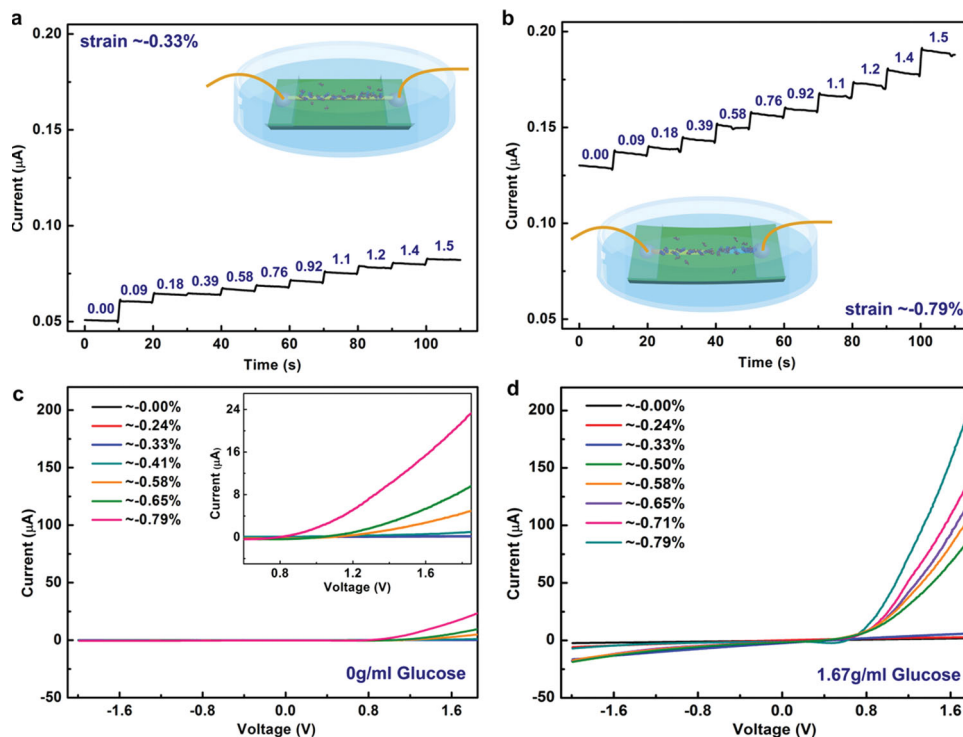 a
strain ~-0.33%
0.20
0.15
0.10
0.05
Current (μA)
0.00
0.09
0.18
0.39
0.58
0.76
0.92
1.1
1.2
1.4
1.5
0 20 40 60 80 100
Time (s)
b
0.20
0.15
0.10
0.05
Current (μA)
0.00
0.09
0.18
0.39
0.58
0.76
0.92
1.1
1.2
1.4
1.5
strain ~-0.79%
0 20 40 60 80 100
Time (s)
c
200
150
100
50
0
-50
Current (μA)
~-0.00%
~-0.24%
~-0.33%
~-0.41%
~-0.58%
~-0.65%
~-0.79%
24
16
8
0
Current (μA)
0.8 1.2 1.6
Voltage (V)
0g/ml Glucose
-1.6 -0.8 0.0 0.8 1.6
Voltage (V)
d
200
150
100
50
0
-50
Current (μA)
~-0.00%
~-0.24%
~-0.33%
~-0.50%
~-0.58%
~-0.65%
~-0.71%
~-0.79%
1.67g/ml Glucose
-1.6 -0.8 0.0 0.8 1.6
Voltage (V)